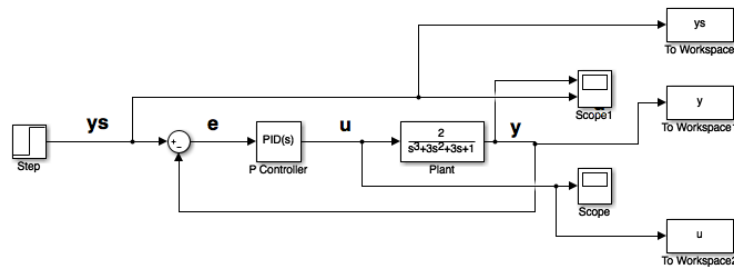 ys
To Workspace
ys
e
u
y
Step
+
-
PID(s)
P Controller
2
s3+3s2+3s+1
Plant
Scope1
y
To Workspace1
Scope
u
To Workspace2